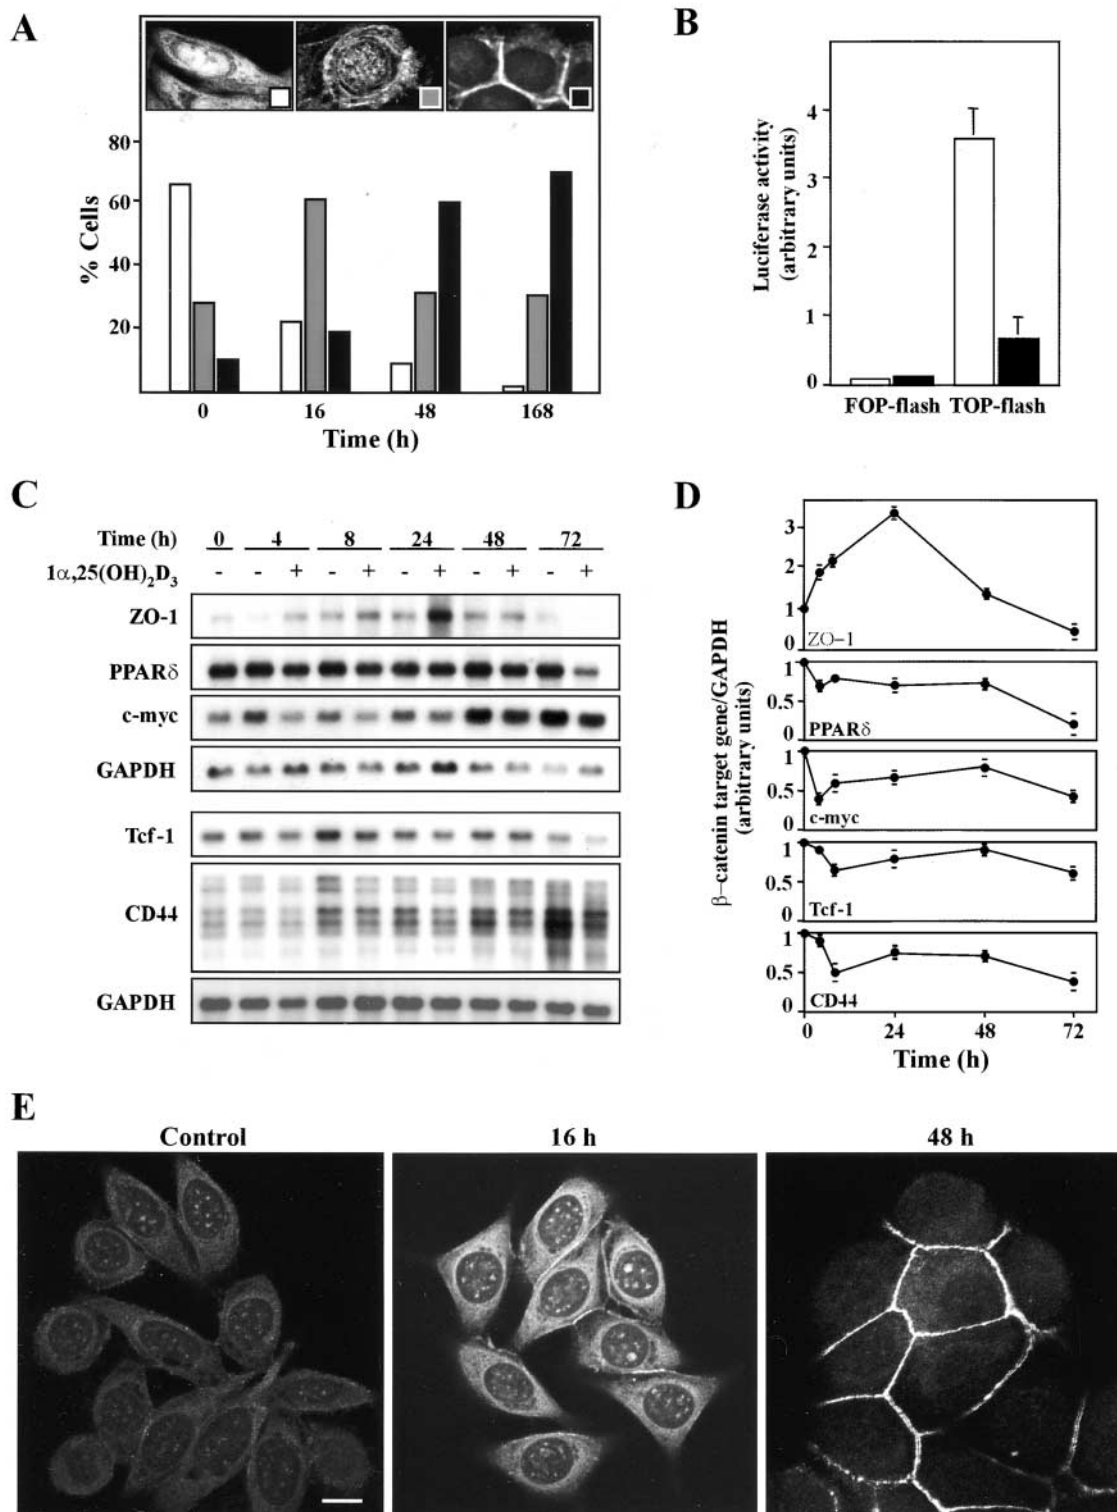 A
80
60
40
20
% Cells
0 16 48 168
Time (h)
B
Luciferase activity
(arbitrary units)
4
3
2
1
0
FOP-flash TOP-flash
C
Time (h) 0 4 8 24 48 72
1α,25(OH)₂D₃ - - + - + - + - + - +
ZO-1
PPARδ
c-myc
GAPDH
Tcf-1
CD44
GAPDH
D
β-catenin target gene/GAPDH
(arbitrary units)
3
2
1
0
ZO-1
1
0.5
0
PPARδ
1
0.5
0
c-myc
1
0.5
0
Tcf-1
1
0.5
0
CD44
0 24 48 72
Time (h)
E
Control 16 h 48 h